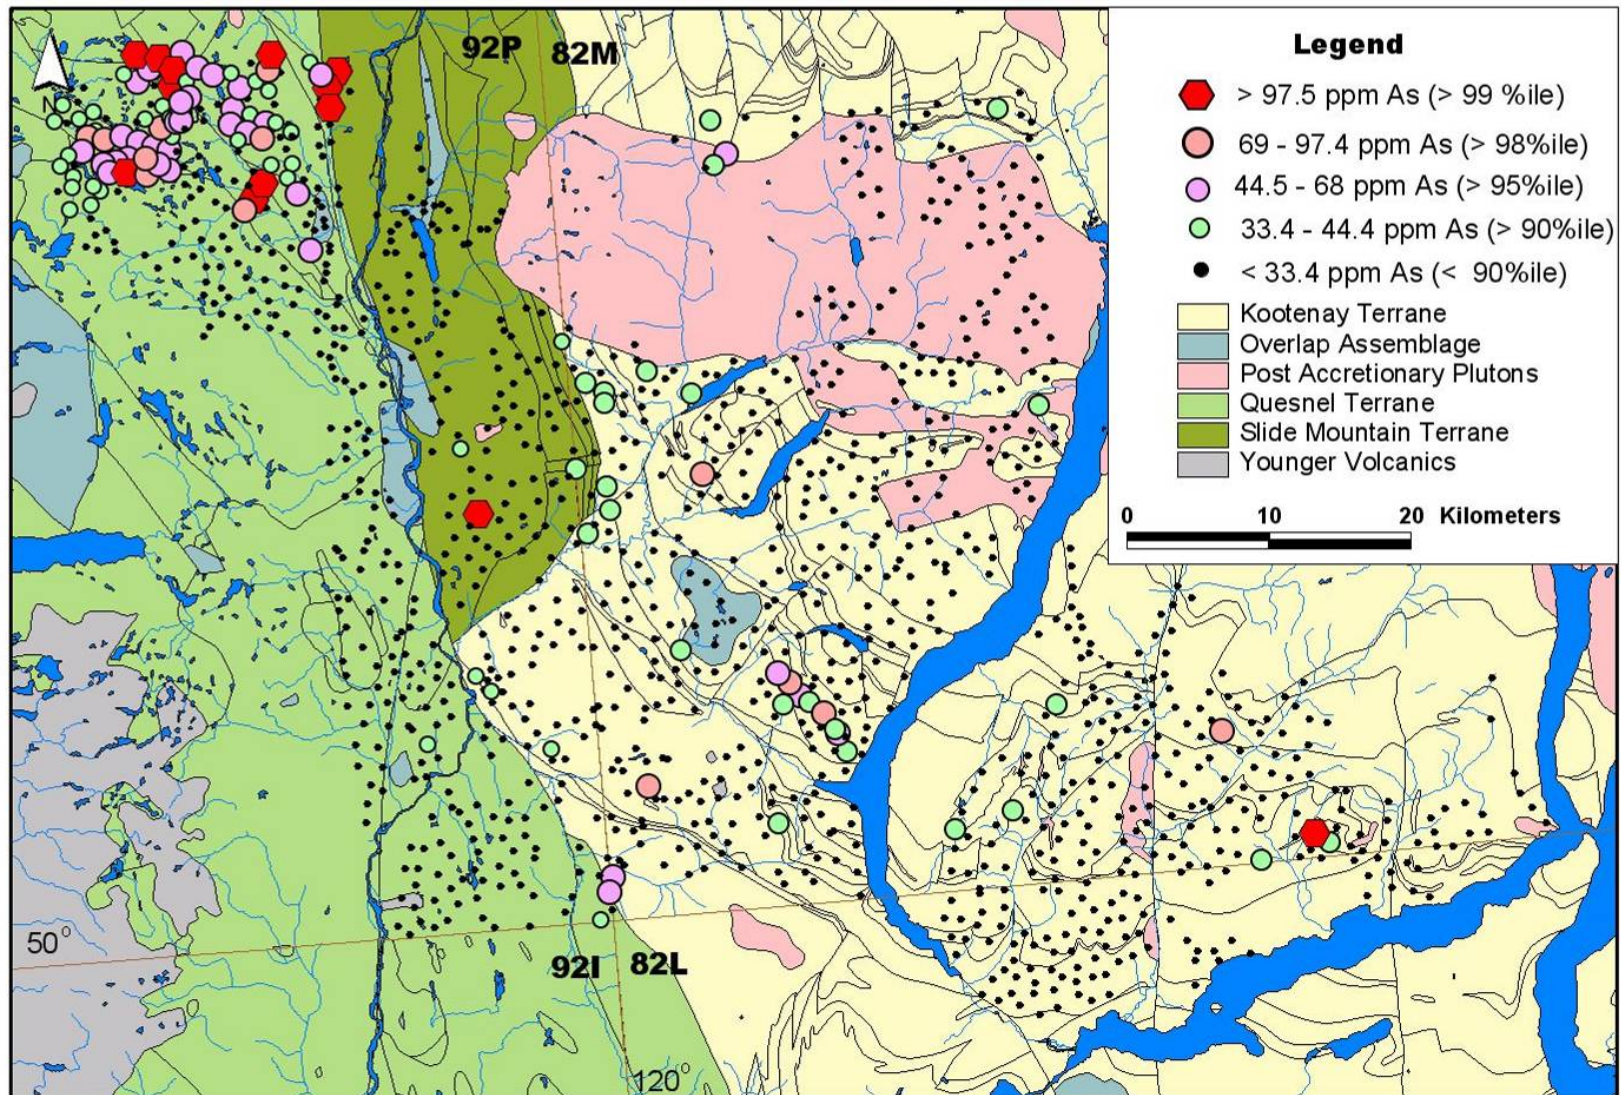 92P 82M
N
Legend
> 97.5 ppm As (> 99 %ile)
69 - 97.4 ppm As (> 98%ile)
44.5 - 68 ppm As (> 95%ile)
33.4 - 44.4 ppm As (> 90%ile)
< 33.4 ppm As (< 90%ile)
Kootenay Terrane
Overlap Assemblage
Post Accretionary Plutons
Quesnel Terrane
Slide Mountain Terrane
Younger Volcanics
0 10 20 Kilometers
50°
92I 82L
120°